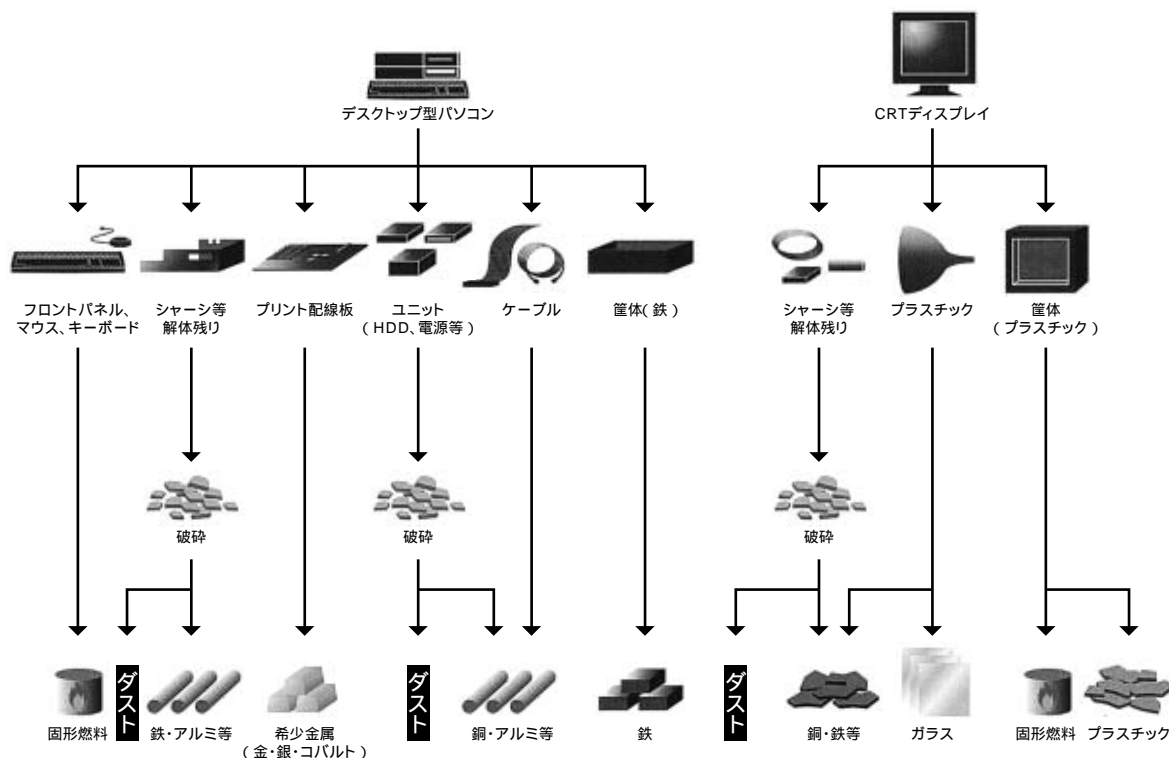 デスクトップ型パソコン
CRTディスプレイ
フロントパネル、
マウス、キーボード
シャーシ等
解体残り
プリント配線板
ユニット
(HDD、電源等)
ケーブル
筐体(鉄)
シャーシ等
解体残り
プラスチック
筐体
(プラスチック)
破砕
破砕
破砕
固形燃料
ダスト
鉄・アルミ等
希少金属
(金・銀・コバルト)
ダスト
銅・アルミ等
鉄
ダスト
銅・鉄等
ガラス
固形燃料
プラスチック